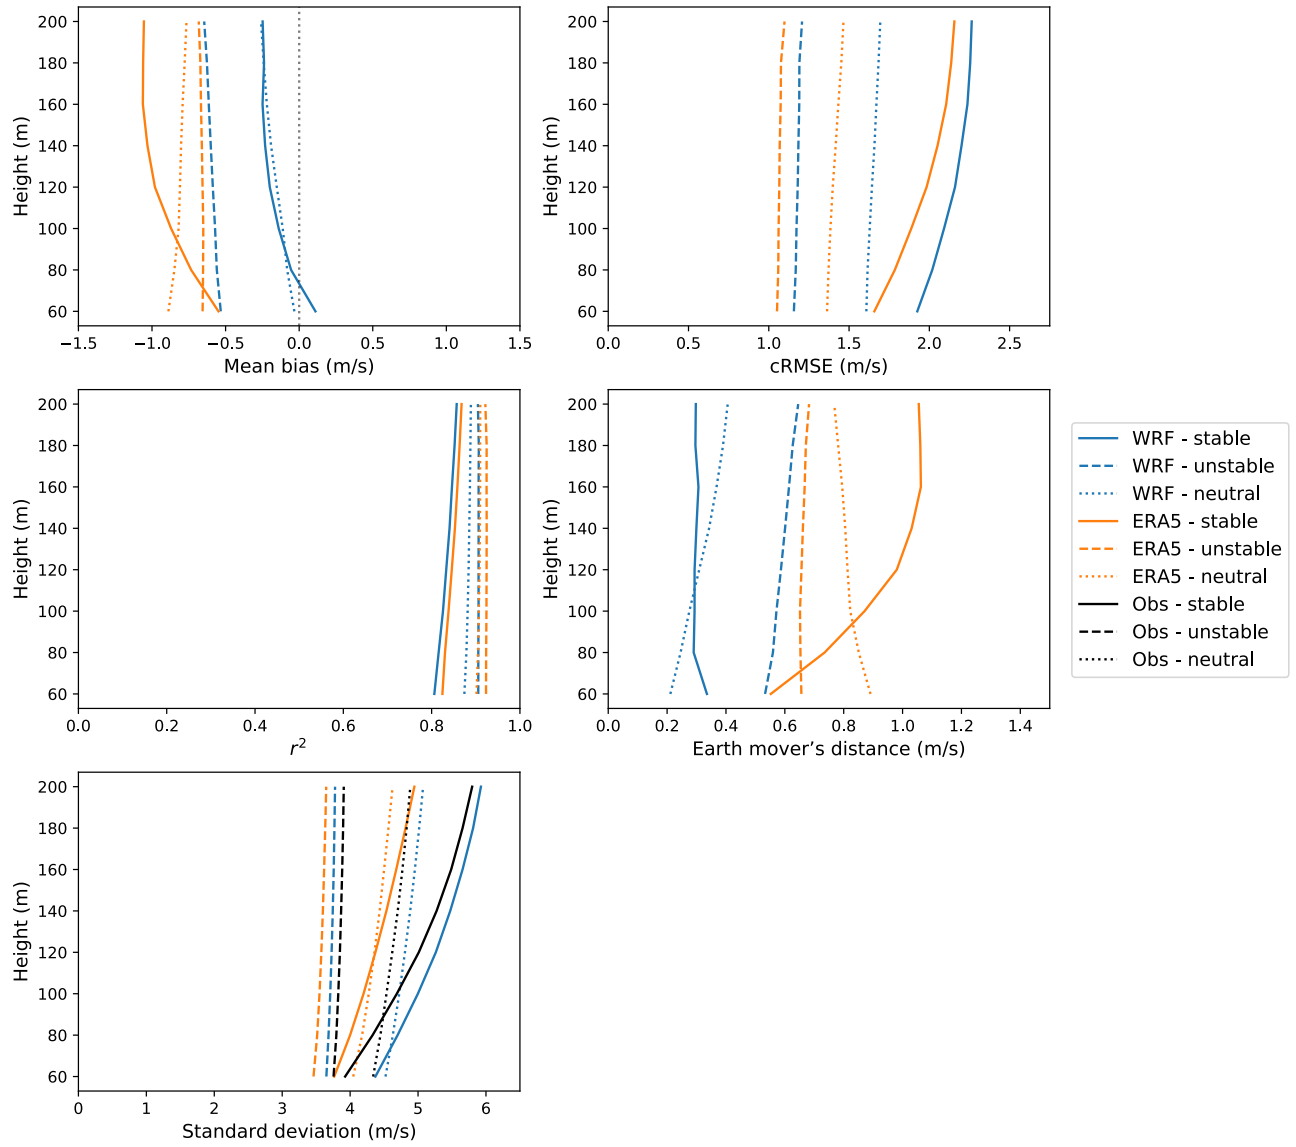 200
180
160
140
120
100
80
60
Height (m)
−1.5 −1.0 −0.5 0.0 0.5 1.0 1.5
Mean bias (m/s)
200
180
160
140
120
100
80
60
Height (m)
0.0 0.5 1.0 1.5 2.0 2.5
cRMSE (m/s)
200
180
160
140
120
100
80
60
Height (m)
0.0 0.2 0.4 0.6 0.8 1.0
r²
200
180
160
140
120
100
80
60
Height (m)
0.0 0.2 0.4 0.6 0.8 1.0 1.2 1.4
Earth mover’s distance (m/s)
WRF - stable
WRF - unstable
WRF - neutral
ERA5 - stable
ERA5 - unstable
ERA5 - neutral
Obs - stable
Obs - unstable
Obs - neutral
200
180
160
140
120
100
80
60
Height (m)
0 1 2 3 4 5 6
Standard deviation (m/s)